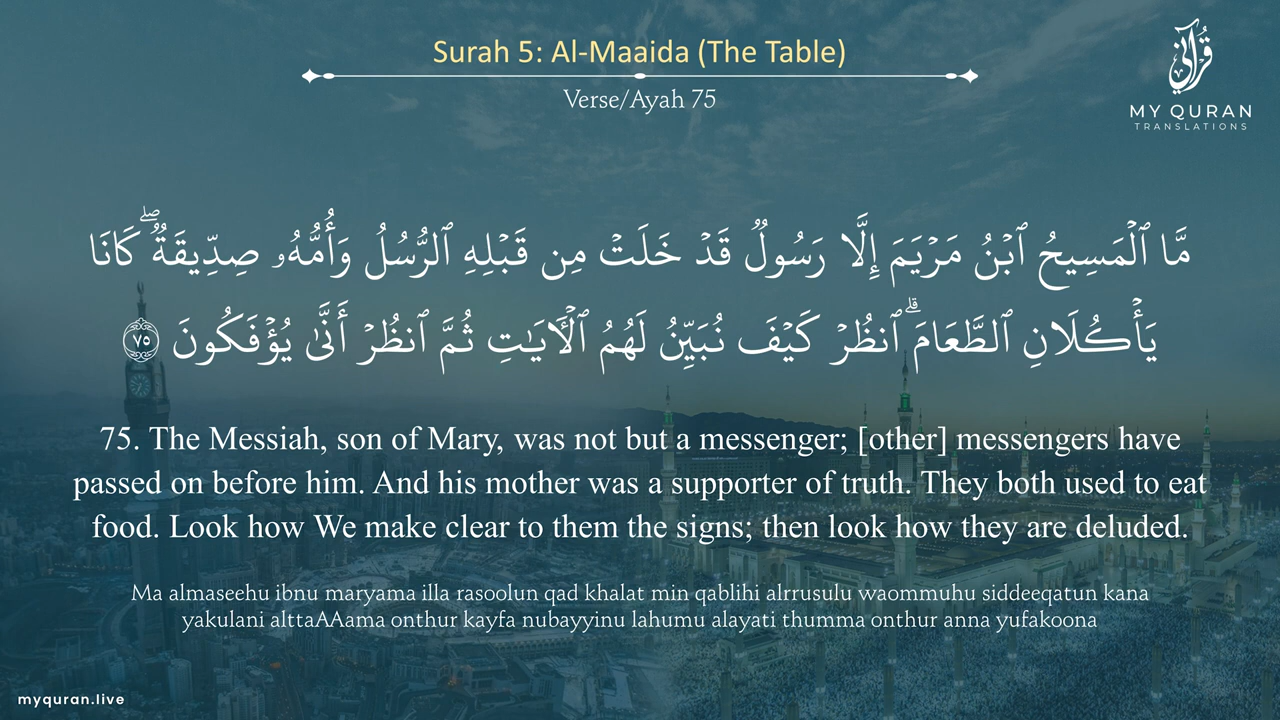 Surah 5: Al-Maaida (The Table)
Verse/Ayah 75
قرآني
MY QURAN
TRANSLATIONS
مَّا ٱلْمَسِيحُ ٱبْنُ مَرْيَمَ إِلَّا رَسُولٌ قَدْ خَلَتْ مِن قَبْلِهِ ٱلرُّسُلُ وَأُمُّهُۥ صِدِّيقَةٌ ۖ كَانَا
يَأْكُلَانِ ٱلطَّعَامَ ۗ ٱنظُرْ كَيْفَ نُبَيِّنُ لَهُمُ ٱلْـَٔايَـٰتِ ثُمَّ ٱنظُرْ أَنَّىٰ يُؤْفَكُونَ ٧٥
75. The Messiah, son of Mary, was not but a messenger; [other] messengers have
passed on before him. And his mother was a supporter of truth. They both used to eat
food. Look how We make clear to them the signs; then look how they are deluded.
Ma almaseehu ibnu maryama illa rasoolun qad khalat min qablihi alrrusulu waommuhu siddeeqatun kana
yakulani alttaAAama onthur kayfa nubayyinu lahumu alayati thumma onthur anna yufakoona
myquran.live